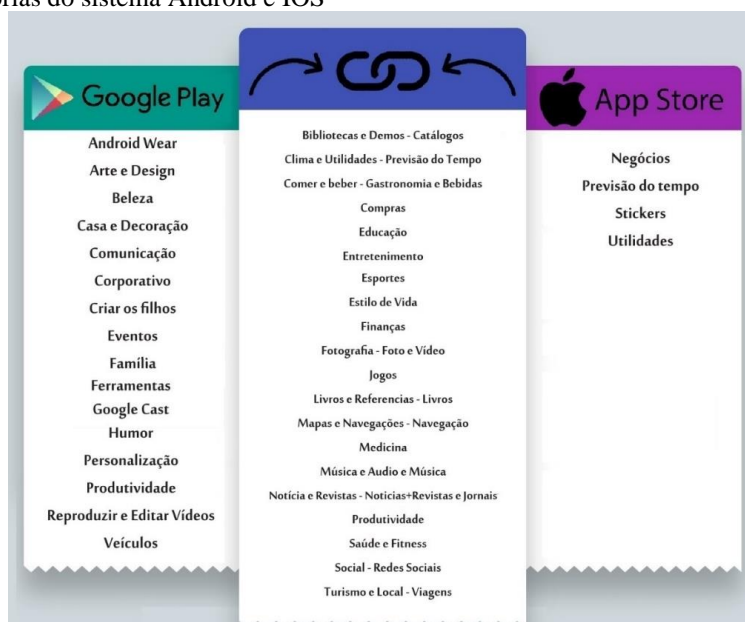 Google Play
Android Wear
Arte e Design
Beleza
Casa e Decoração
Comunicação
Corporativo
Criar os filhos
Eventos
Família
Ferramentas
Google Cast
Humor
Personalização
Produtividade
Reproduzir e Editar Vídeos
Veículos
Bibliotecas e Demos - Catálogos
Clima e Utilidades - Previsão do Tempo
Comer e beber - Gastronomia e Bebidas
Compras
Educação
Entretenimento
Esportes
Estilo de Vida
Finanças
Fotografia - Foto e Vídeo
Jogos
Livros e Referencias - Livros
Mapas e Navegações - Navegação
Medicina
Música e Audio e Música
Notícia e Revistas - Noticias+Revistas e Jornais
Produtividade
Saúde e Fitness
Social - Redes Sociais
Turismo e Local - Viagens
App Store
Negócios
Previsão do tempo
Stickers
Utilidades